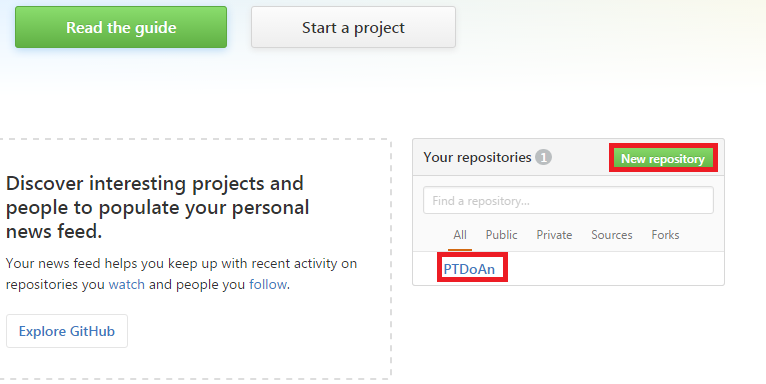 Read the guide
Start a project
Discover interesting projects and
people to populate your personal
news feed.
Your news feed helps you keep up with recent activity on
repositories you watch and people you follow.
Explore GitHub
Your repositories 1
New repository
Find a repository...
All Public Private Sources Forks
PTDoAn